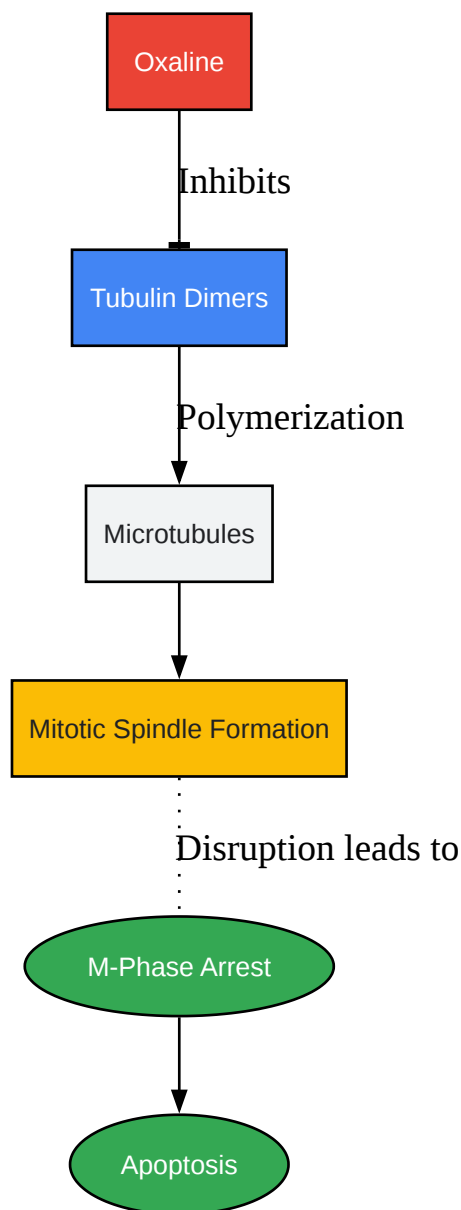 Oxaline
Inhibits
Tubulin Dimers
Polymerization
Microtubules
Mitotic Spindle Formation
Disruption leads to
M-Phase Arrest
Apoptosis